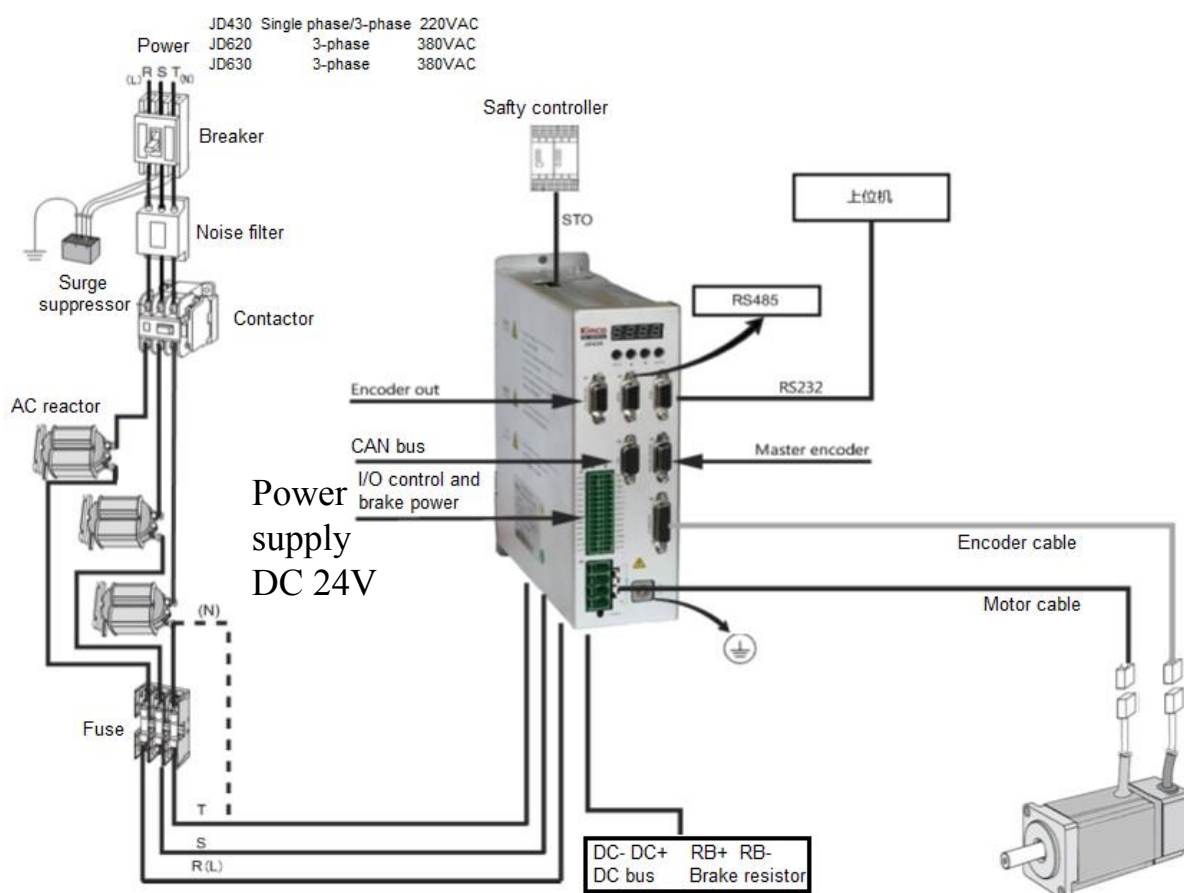 JD430 Single phase/3-phase 220VAC
Power JD620 3-phase 380VAC
JD630 3-phase 380VAC
(L) R S T (N)
Breaker
Noise filter
Surge
suppressor
Contactor
AC reactor
(N)
Fuse
T
S
R(L)
Safty controller
STO
上位机
RS485
Kinco
RS232
Encoder out
CAN bus
Master encoder
I/O control and
brake power
Power
supply
DC 24V
Encoder cable
Motor cable
DC- DC+ RB+ RB-
DC bus Brake resistor